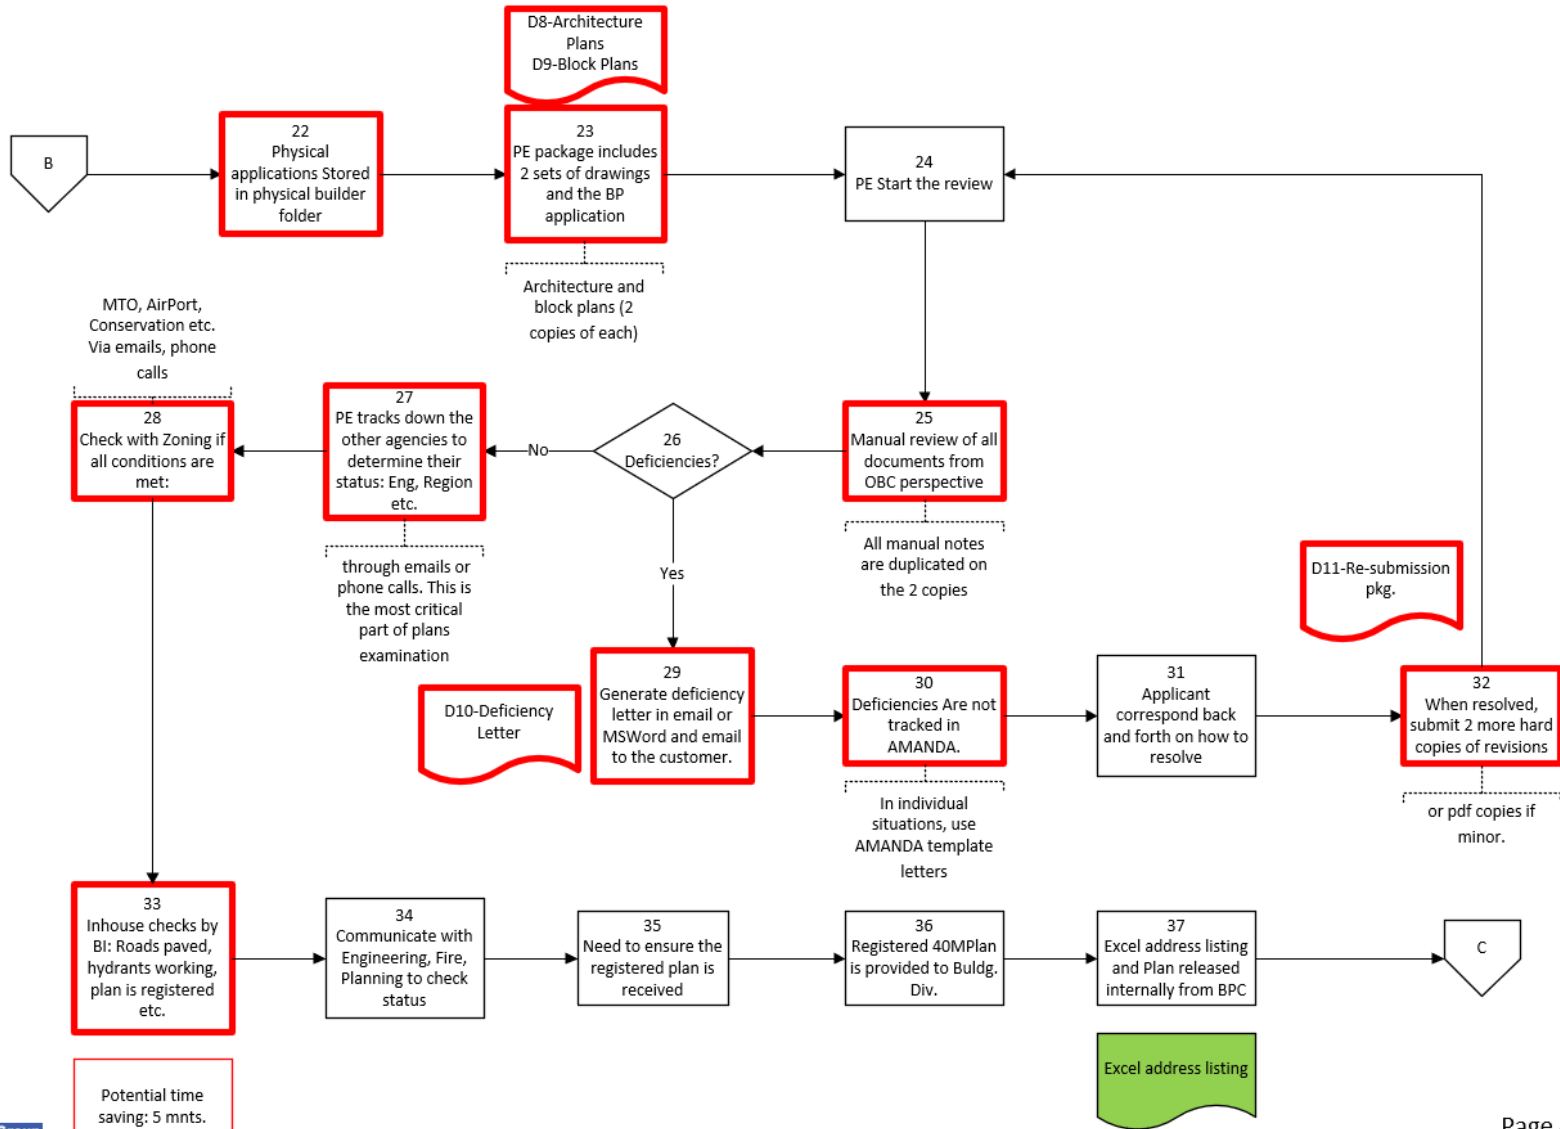 D8-Architecture
Plans
D9-Block Plans
B
22
Physical
applications Stored
in physical builder
folder
23
PE package includes
2 sets of drawings
and the BP
application
24
PE Start the review
Architecture and
block plans (2
copies of each)
MTO, AirPort,
Conservation etc.
Via emails, phone
calls
28
Check with Zoning if
all conditions are
met:
27
PE tracks down the
other agencies to
determine their
status: Eng, Region
etc.
No
26
Deficiencies?
25
Manual review of all
documents from
OBC perspective
through emails or
phone calls. This is
the most critical
part of plans
examination
Yes
All manual notes
are duplicated on
the 2 copies
D11-Re-submission
pkg.
D10-Deficiency
Letter
29
Generate deficiency
letter in email or
MSWord and email
to the customer.
30
Deficiencies Are not
tracked in
AMANDA.
31
Applicant
correspond back
and forth on how to
resolve
32
When resolved,
submit 2 more hard
copies of revisions
In individual
situations, use
AMANDA template
letters
or pdf copies if
minor.
33
Inhouse checks by
BI: Roads paved,
hydrants working,
plan is registered
etc.
34
Communicate with
Engineering, Fire,
Planning to check
status
35
Need to ensure the
registered plan is
received
36
Registered 40MPlan
is provided to Buldg.
Div.
37
Excel address listing
and Plan released
internally from BPC
C
Potential time
saving: 5 mnts.
Excel address listing
Page